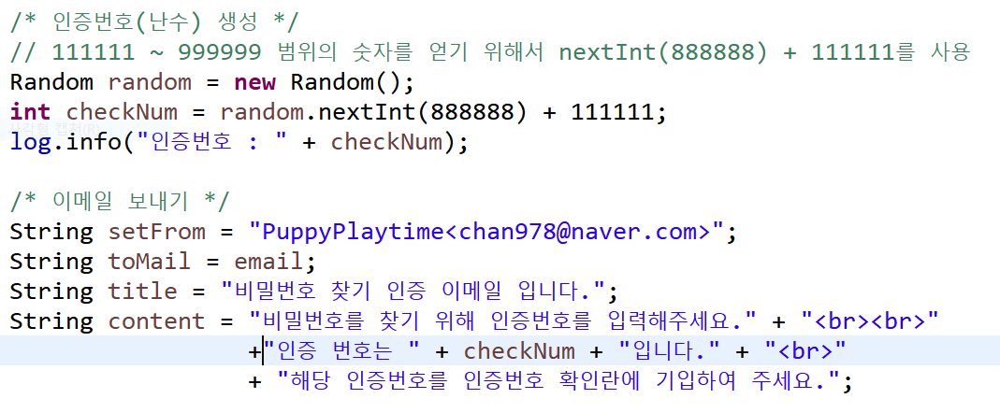 /* 인증번호(난수) 생성 */
// 111111 ~ 999999 범위의 숫자를 얻기 위해서 nextInt(888888) + 111111를 사용
Random random = new Random();
int checkNum = random.nextInt(888888) + 111111;
log.info("인증번호 : " + checkNum);
/* 이메일 보내기 */
String setFrom = "PuppyPlaytime<chan978@naver.com>";
String toMail = email;
String title = "비밀번호 찾기 인증 이메일 입니다.";
String content = "비밀번호를 찾기 위해 인증번호를 입력해주세요." + "<br><br>"
+"인증 번호는 " + checkNum + "입니다." + "<br>"
+ "해당 인증번호를 인증번호 확인란에 기입하여 주세요.";